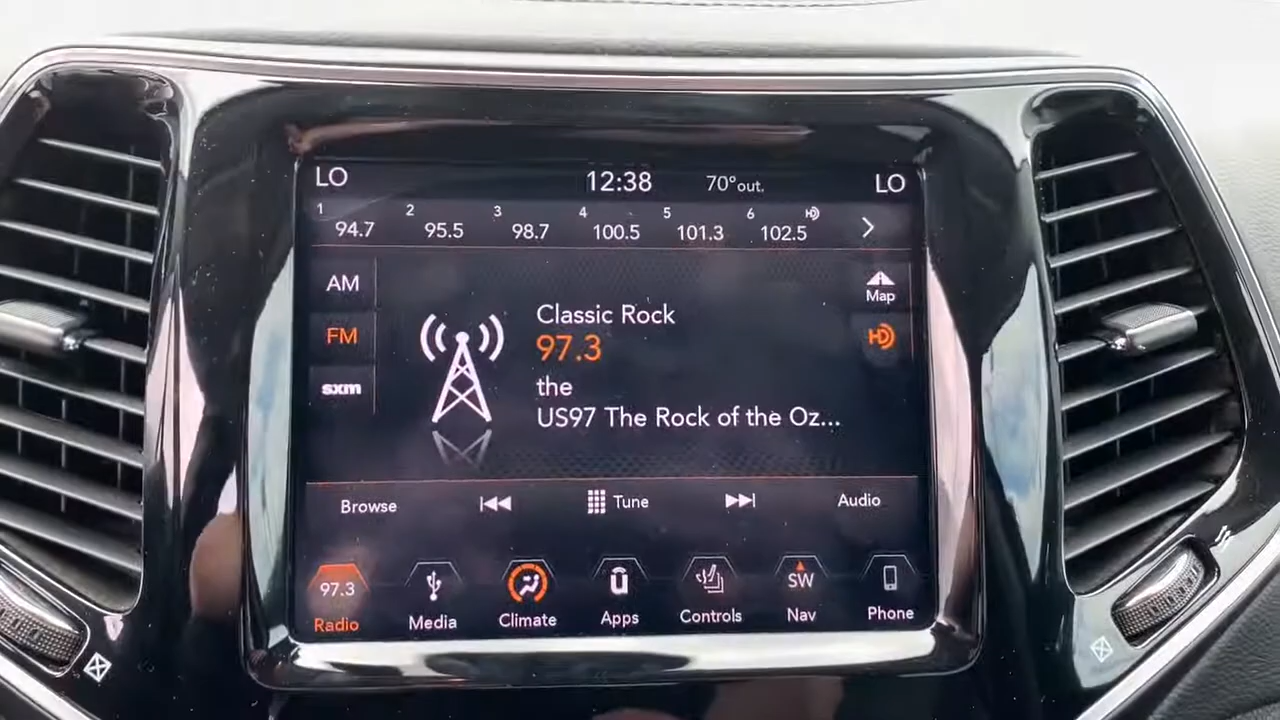 LO 12:38 70°out. LO
1 2 3 4 5 6 HD
94.7 95.5 98.7 100.5 101.3 102.5
AM
Map
Classic Rock
FM 97.3 HD
the
sxm
US97 The Rock of the Oz...
Browse Tune Audio
97.3 SW
Radio Media Climate Apps Controls Nav Phone